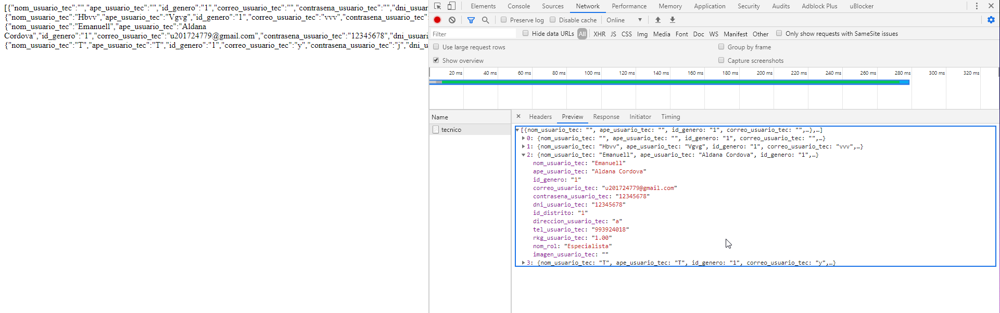 [{"nom_usuario_tec":"","ape_usuario_tec":"","id_genero":"1","correo_usuario_tec":"","contrasena_usuario_tec":"","dni_usuar
{"nom_usuario_tec":"Hbvv","ape_usuario_tec":"Vgvg","id_genero":"1","correo_usuario_tec":"vvv","contrasena_usuario_tec":
{"nom_usuario_tec":"Emanuell","ape_usuario_tec":"Aldana
Cordova","id_genero":"1","correo_usuario_tec":"u201724779@gmail.com","contrasena_usuario_tec":"12345678","dni_usuari
{"nom_usuario_tec":"T","ape_usuario_tec":"T","id_genero":"1","correo_usuario_tec":"y","contrasena_usuario_tec":"j","dni_u
Elements Console Sources Network Performance Memory Application Security Audits Adblock Plus uBlocker
Preserve log Disable cache Online
Filter Hide data URLs All XHR JS CSS Img Media Font Doc WS Manifest Other Only show requests with SameSite issues
Use large request rows Group by frame
Show overview Capture screenshots
20 ms 40 ms 60 ms 80 ms 100 ms 120 ms 140 ms 160 ms 180 ms 200 ms 220 ms 240 ms 260 ms 280 ms 300 ms 320 ms
Name Headers Preview Response Initiator Timing
tecnico
[{nom_usuario_tec: "", ape_usuario_tec: "", id_genero: "1", correo_usuario_tec: "",…},…]
0: {nom_usuario_tec: "", ape_usuario_tec: "", id_genero: "1", correo_usuario_tec: "",…}
1: {nom_usuario_tec: "Hbvv", ape_usuario_tec: "Vgvg", id_genero: "1", correo_usuario_tec: "vvv",…}
2: {nom_usuario_tec: "Emanuell", ape_usuario_tec: "Aldana Cordova", id_genero: "1",…}
nom_usuario_tec: "Emanuell"
ape_usuario_tec: "Aldana Cordova"
id_genero: "1"
correo_usuario_tec: "u201724779@gmail.com"
contrasena_usuario_tec: "12345678"
dni_usuario_tec: "12345678"
id_distrito: "1"
direccion_usuario_tec: "a"
tel_usuario_tec: "993924018"
rkg_usuario_tec: "1.00"
nom_rol: "Especialista"
imagen_usuario_tec: ""
3: {nom_usuario_tec: "T", ape_usuario_tec: "T", id_genero: "1", correo_usuario_tec: "y",…}